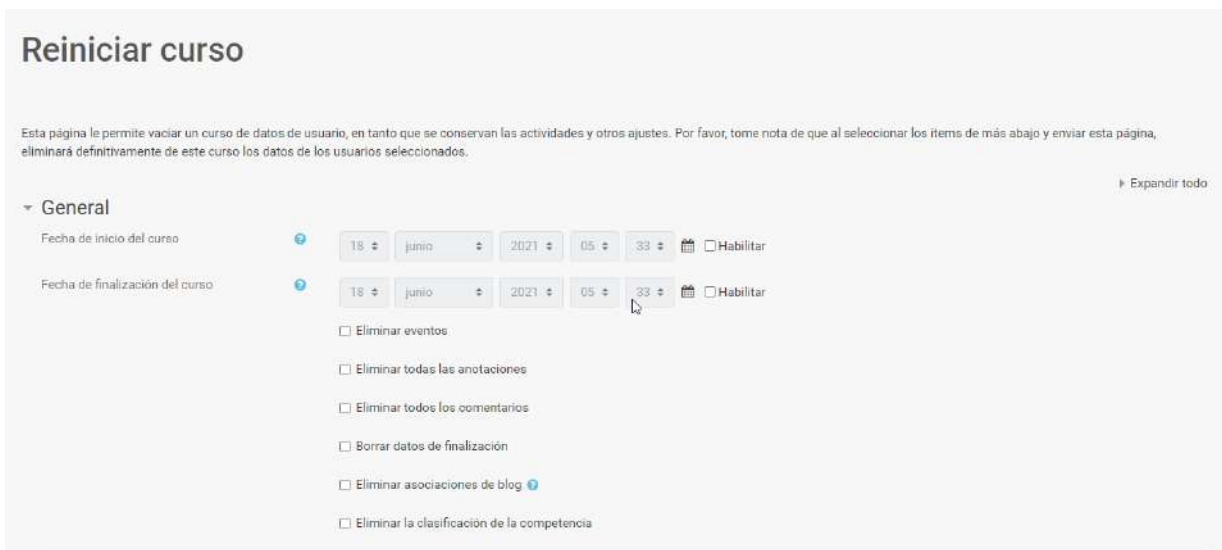 Reiniciar curso
Esta página le permite vaciar un curso de datos de usuario, en tanto que se conservan las actividades y otros ajustes. Por favor, tome nota de que al seleccionar los items de más abajo y enviar esta página,
eliminará definitivamente de este curso los datos de los usuarios seleccionados.
Expandir todo
General
Fecha de inicio del curso 18 junio 2021 05 33 Habilitar
Fecha de finalización del curso 18 junio 2021 05 33 Habilitar
Eliminar eventos
Eliminar todas las anotaciones
Eliminar todos los comentarios
Borrar datos de finalización
Eliminar asociaciones de blog
Eliminar la clasificación de la competencia